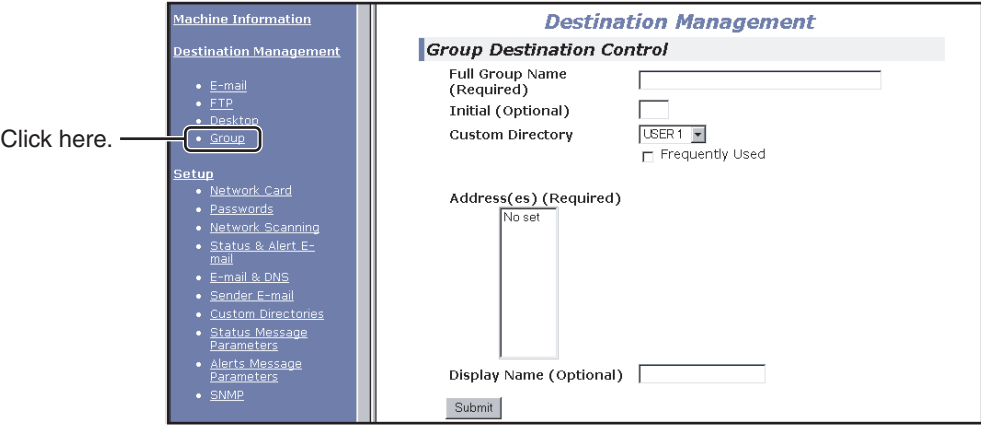 Click here.
Machine Information
Destination Management
• E-mail
• FTP
• Desktop
• Group
Setup
• Network Card
• Passwords
• Network Scanning
• Status & Alert E-
mail
• E-mail & DNS
• Sender E-mail
• Custom Directories
• Status Message
Parameters
• Alerts Message
Parameters
• SNMP
Destination Management
Group Destination Control
Full Group Name
(Required)
Initial (Optional)
Custom Directory USER 1
Frequently Used
Address(es) (Required)
No set
Display Name (Optional)
Submit